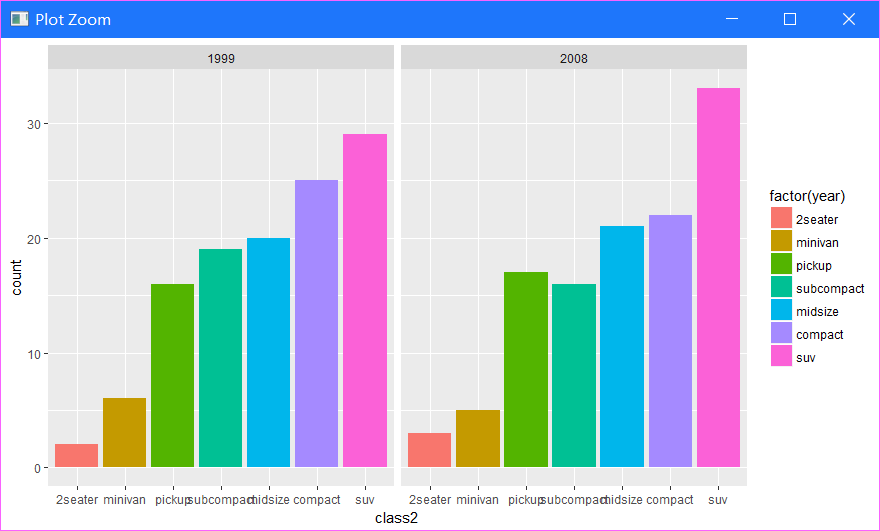 Plot Zoom
1999 2008
30
20
10
0
count
2seater minivan pickup subcompact midsize compact suv 2seater minivan pickup subcompact midsize compact suv
class2
factor(year)
2seater
minivan
pickup
subcompact
midsize
compact
suv